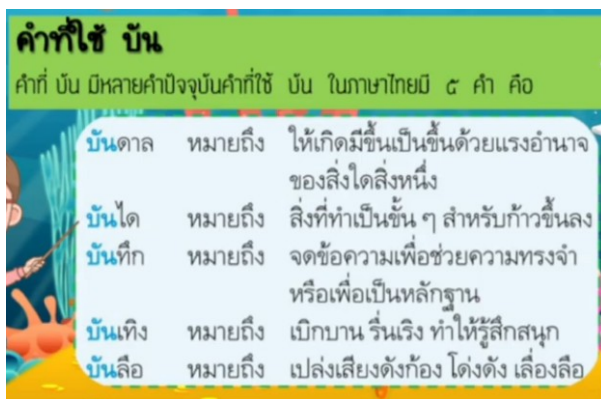 คำที่ใช้ บัน
คำที่ บัน มีหลายคำปัจจุบันคำที่ใช้ บัน ในภาษาไทยมี ๕ คำ คือ
บันดาล หมายถึง ให้เกิดมีขึ้นเป็นขึ้นด้วยแรงอำนาจ
ของสิ่งใดสิ่งหนึ่ง
บันได หมายถึง สิ่งที่ทำเป็นขั้น ๆ สำหรับก้าวขึ้นลง
บันทึก หมายถึง จดข้อความเพื่อช่วยความทรงจำ
หรือเพื่อเป็นหลักฐาน
บันเทิง หมายถึง เบิกบาน รื่นเริง ทำให้รู้สึกสนุก
บันลือ หมายถึง เปล่งเสียงดังก้อง โด่งดัง เลื่องลือ